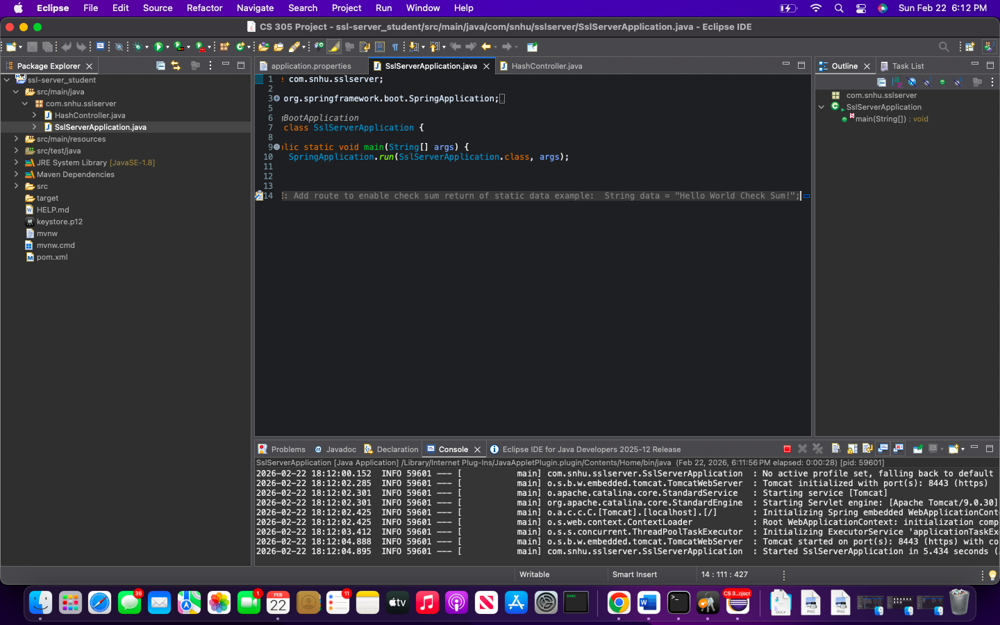 Eclipse File Edit Source Refactor Navigate Search Project Run Window Help Sun Feb 22 6:12 PM
CS 305 Project - ssl-server_student/src/main/java/com/snhu/sslserver/SslServerApplication.java - Eclipse IDE
Package Explorer
ssl-server_student
src/main/java
com.snhu.sslserver
HashController.java
SslServerApplication.java
src/main/resources
src/test/java
JRE System Library [JavaSE-1.8]
Maven Dependencies
src
target
HELP.md
keystore.p12
mvnw
mvnw.cmd
pom.xml
application.properties SslServerApplication.java HashController.java
1 com.snhu.sslserver;
2
3 org.springframework.boot.SpringApplication;
5
6 BootApplication
7 class SslServerApplication {
8
9 lic static void main(String[] args) {
10 SpringApplication.run(SslServerApplication.class, args);
11
12
13
14 : Add route to enable check sum return of static data example:  String data = "Hello World Check Sum!";
Outline Task List
com.snhu.sslserver
SslServerApplication
main(String[]) : void
Problems @ Javadoc Declaration Console Eclipse IDE for Java Developers 2025-12 Release
SslServerApplication [Java Application] /Library/Internet Plug-Ins/JavaAppletPlugin.plugin/Contents/Home/bin/java (Feb 22, 2026, 6:11:56 PM elapsed: 0:00:28) [pid: 59601]
2026-02-22 18:12:00.152  INFO 59601 --- [           main] com.snhu.sslserver.SslServerApplication  : No active profile set, falling back to default
2026-02-22 18:12:02.285  INFO 59601 --- [           main] o.s.b.w.embedded.tomcat.TomcatWebServer  : Tomcat initialized with port(s): 8443 (https)
2026-02-22 18:12:02.301  INFO 59601 --- [           main] o.apache.catalina.core.StandardService   : Starting service [Tomcat]
2026-02-22 18:12:02.301  INFO 59601 --- [           main] org.apache.catalina.core.StandardEngine  : Starting Servlet engine: [Apache Tomcat/9.0.30]
2026-02-22 18:12:02.425  INFO 59601 --- [           main] o.a.c.c.C.[Tomcat].[localhost].[/]       : Initializing Spring embedded WebApplicationCont
2026-02-22 18:12:02.425  INFO 59601 --- [           main] o.s.web.context.ContextLoader            : Root WebApplicationContext: initialization comp
2026-02-22 18:12:03.412  INFO 59601 --- [           main] o.s.s.concurrent.ThreadPoolTaskExecutor  : Initializing ExecutorService 'applicationTaskEx
2026-02-22 18:12:04.888  INFO 59601 --- [           main] o.s.b.w.embedded.tomcat.TomcatWebServer  : Tomcat started on port(s): 8443 (https) with co
2026-02-22 18:12:04.895  INFO 59601 --- [           main] com.snhu.sslserver.SslServerApplication  : Started SslServerApplication in 5.434 seconds (
Writable Smart Insert 14 : 111 : 427
36 1 FEB 22 11 tv exec CS 3...oject DOCX PNG PNG